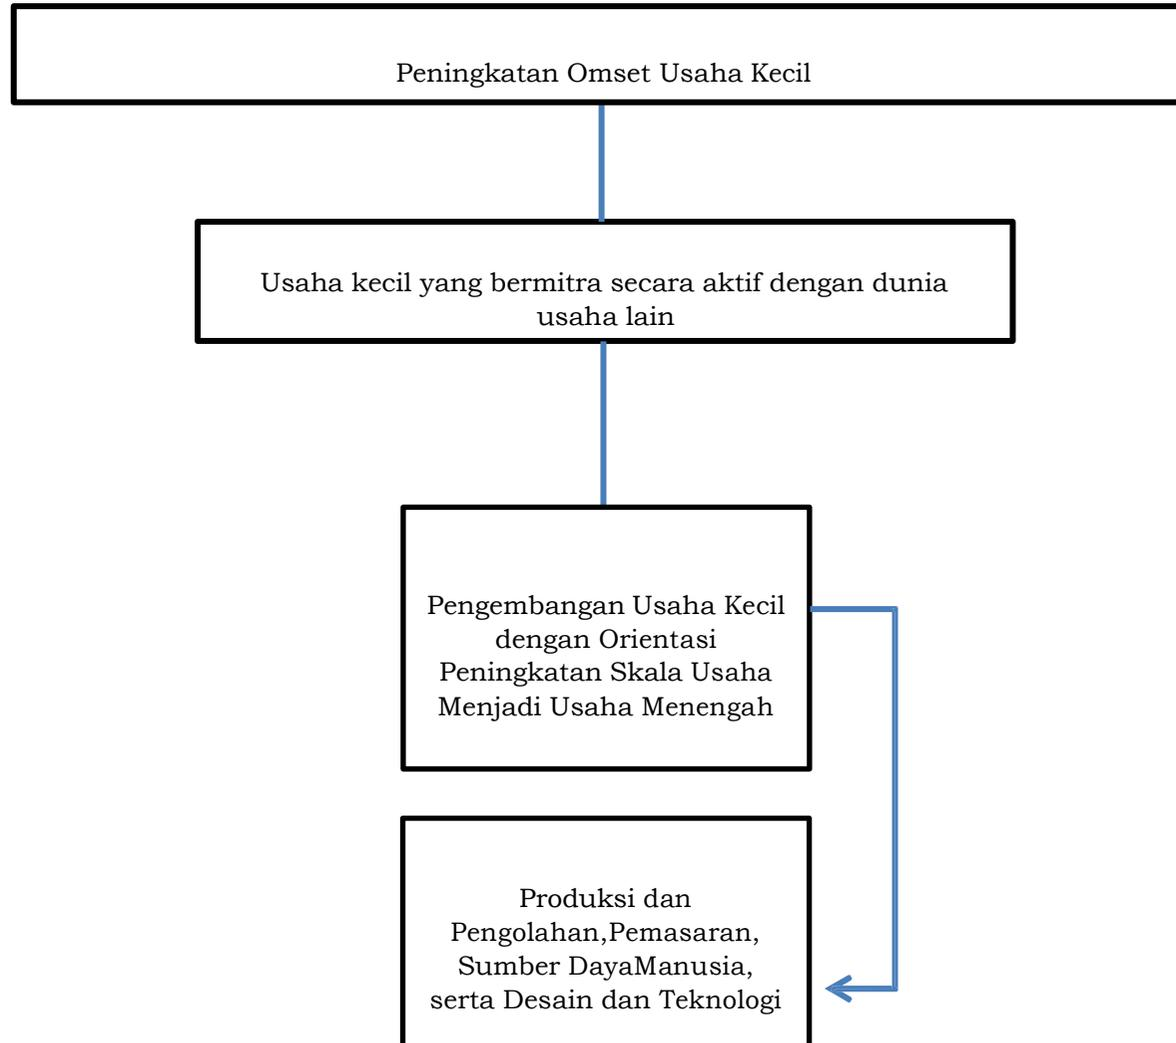 Peningkatan Omset Usaha Kecil
Usaha kecil yang bermitra secara aktif dengan dunia
usaha lain
Pengembangan Usaha Kecil
dengan Orientasi
Peningkatan Skala Usaha
Menjadi Usaha Menengah
Produksi dan
Pengolahan,Pemasaran,
Sumber DayaManusia,
serta Desain dan Teknologi